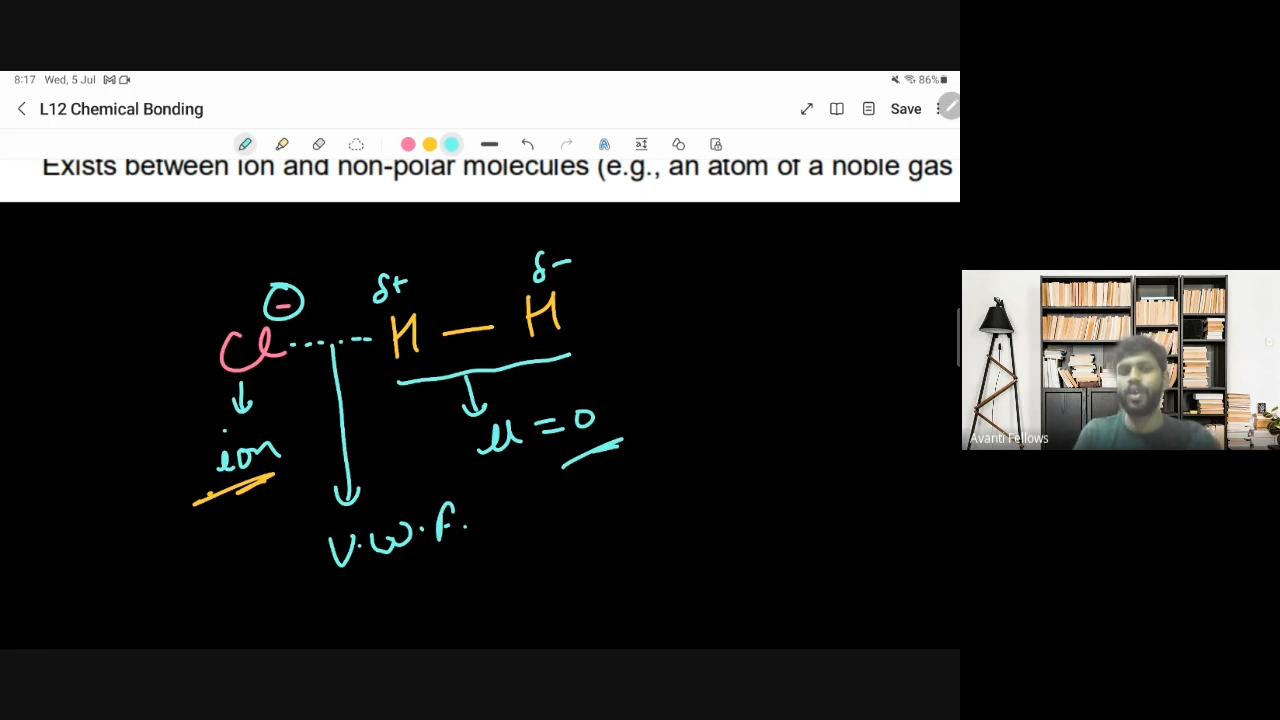 8:17 Wed, 5 Jul 86%
L12 Chemical Bonding
Save
Exists between ion and non-polar molecules (e.g., an atom of a noble gas
δ+ δ-
Cl - H — H
ion
μ = 0
V.W.F.
Avanti Fellows